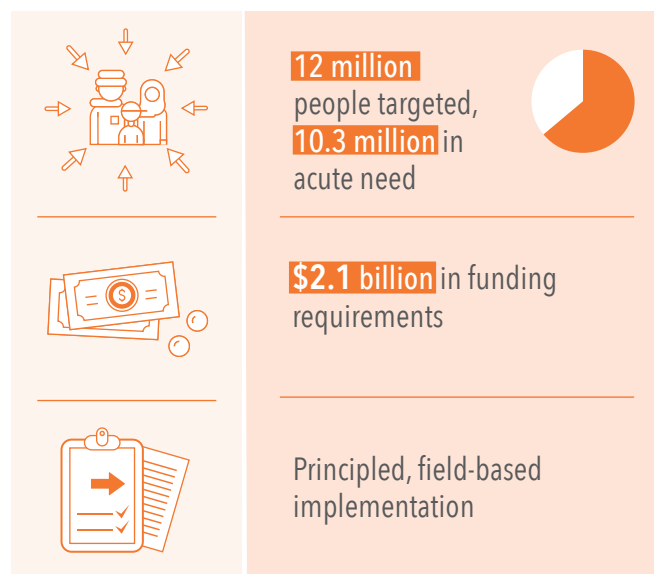 12 million
people targeted,
10.3 million in
acute need
$
$2.1 billion in funding
requirements
Principled, field-based
implementation